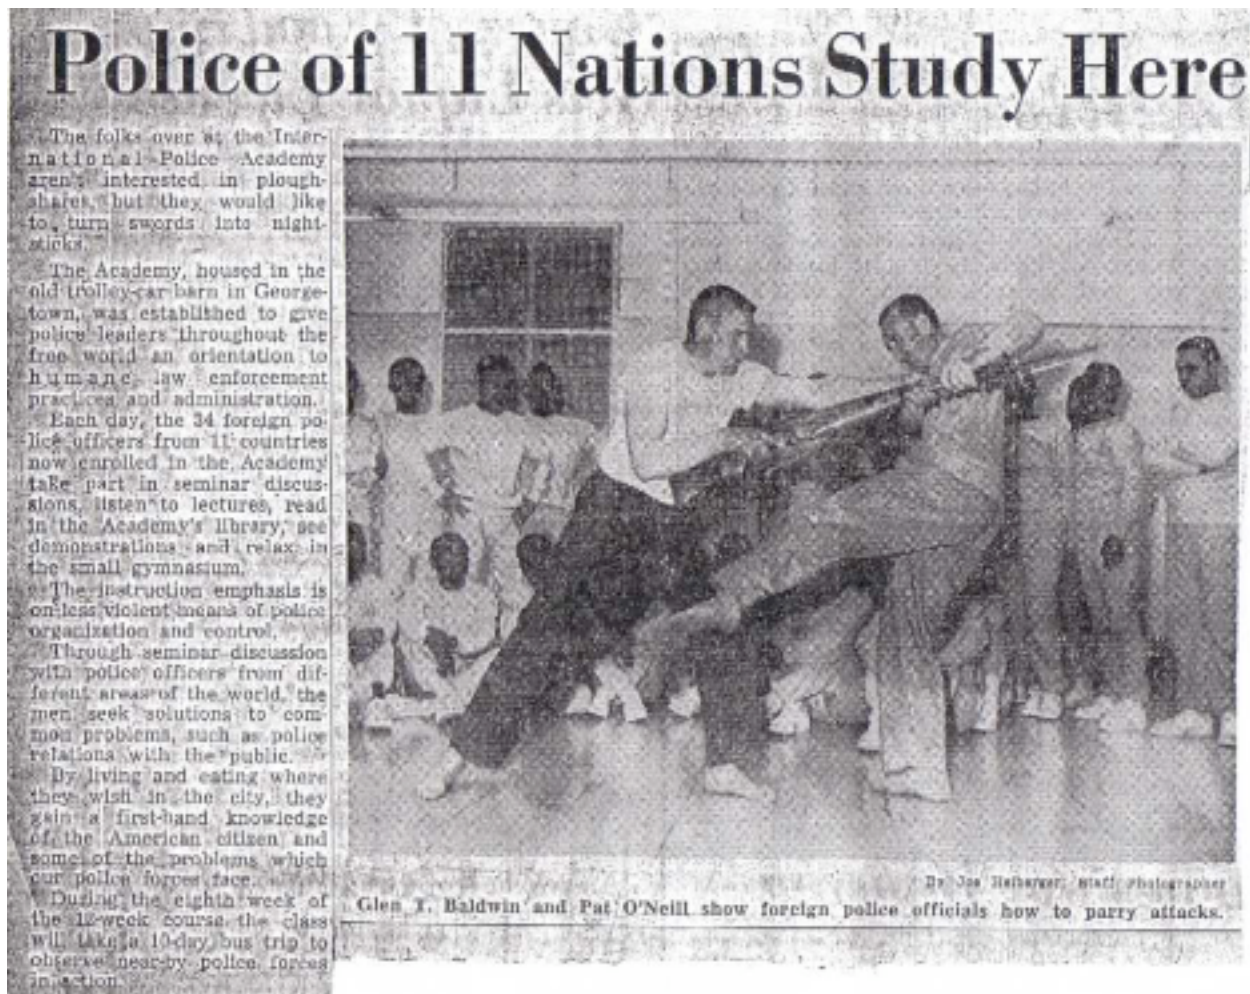 Police of 11 Nations Study Here
The folks over at the Inter-
national Police Academy
aren't interested in plough-
shares, but they would like
to turn swords into night-
sticks.
The Academy, housed in the
old trolley-car barn in George-
town, was established to give
police leaders throughout the
free world an orientation to
humane law enforcement
practices and administration.
Each day, the 34 foreign po-
lice officers from 11 countries
now enrolled in the Academy
take part in seminar discus-
sions, listen to lectures, read
in the Academy's library, see
demonstrations and relax in
the small gymnasium.
The instruction emphasis is
on less violent means of police
organization and control.
Through seminar discussion
with police officers from dif-
ferent areas of the world, the
men seek solutions to com-
mon problems, such as police
relations with the public.
By living and eating where
they wish in the city, they
gain a first-hand knowledge
of the American citizen and
some of the problems which
our police forces face.
During the eighth week of
the 12-week course the class
will take a 10-day bus trip to
observe near-by police forces
in action.
By Joe Heiberger, Staff Photographer
Glen T. Baldwin and Pat O'Neill show foreign police officials how to parry attacks.